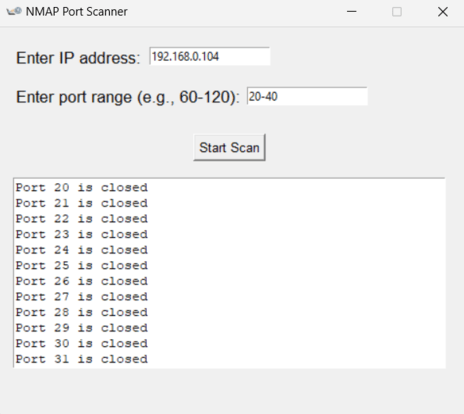 NMAP Port Scanner
Enter IP address: 192.168.0.104
Enter port range (e.g., 60-120): 20-40
Start Scan
Port 20 is closed
Port 21 is closed
Port 22 is closed
Port 23 is closed
Port 24 is closed
Port 25 is closed
Port 26 is closed
Port 27 is closed
Port 28 is closed
Port 29 is closed
Port 30 is closed
Port 31 is closed